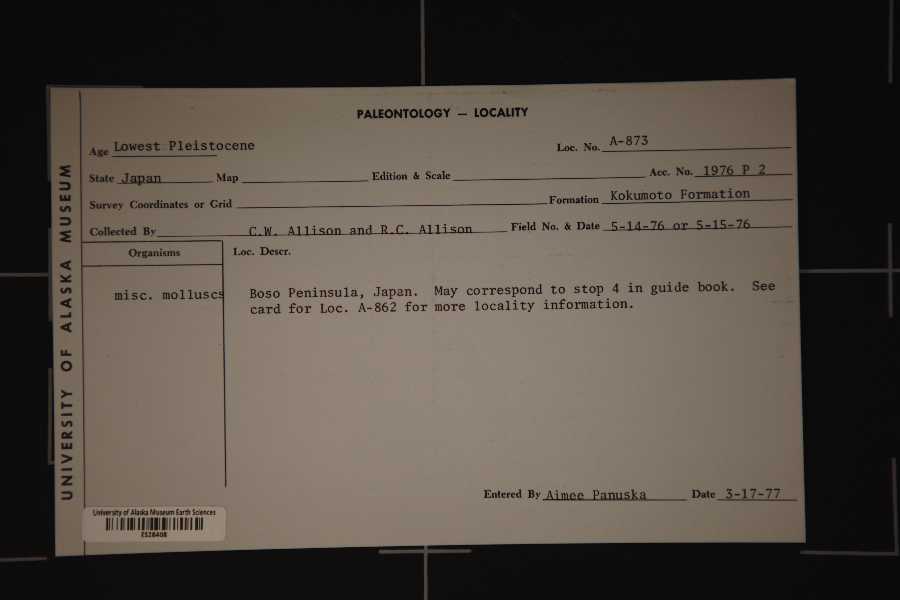 PALEONTOLOGY — LOCALITY
Age Lowest Pleistocene Loc. No. A-873
State Japan Map Edition & Scale Acc. No. 1976 P 2
Survey Coordinates or Grid Formation Kokumoto Formation
Collected By C.W. Allison and R.C. Allison Field No. & Date 5-14-76 or 5-15-76
Organisms Loc. Descr.
misc. molluscs Boso Peninsula, Japan. May correspond to stop 4 in guide book. See
card for Loc. A-862 for more locality information.
Entered By Aimee Panuska Date 3-17-77
UNIVERSITY OF ALASKA MUSEUM
University of Alaska Museum Earth Sciences
ES28408